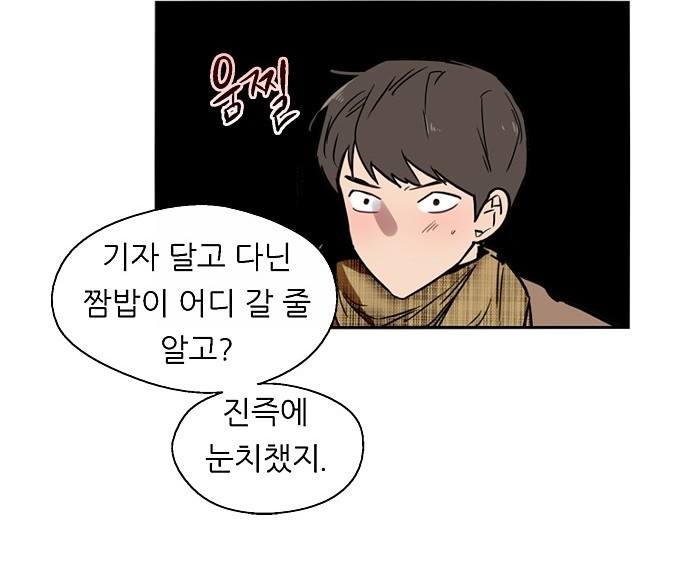 움찔
기자 달고 다닌
짬밥이 어디 갈 줄
알고?
진즉에
눈치챘지.